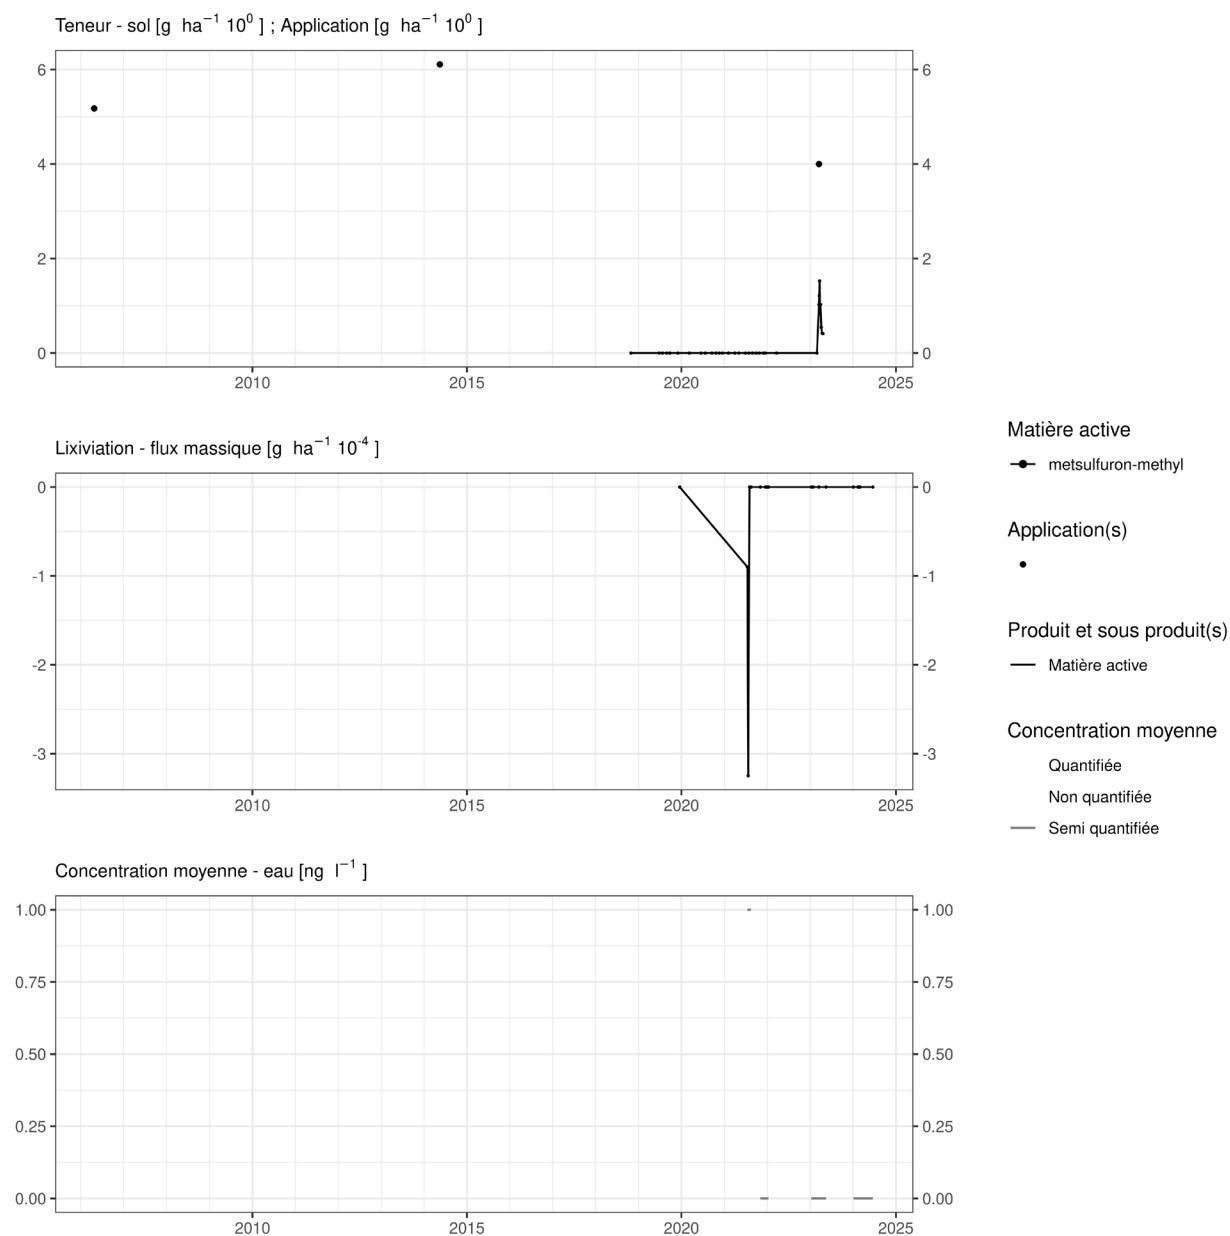 Teneur - sol [g ha⁻¹ 10⁰ ] ; Application [g ha⁻¹ 10⁰ ]
6 6
4 4
2 2
0 0
2010 2015 2020 2025
Lixiviation - flux massique [g ha⁻¹ 10⁻⁴ ]
0 0
-1 -1
-2 -2
-3 -3
2010 2015 2020 2025
Concentration moyenne - eau [ng l⁻¹ ]
1.00 1.00
0.75 0.75
0.50 0.50
0.25 0.25
0.00 0.00
2010 2015 2020 2025
Matière active
metsulfuron-methyl
Application(s)
Produit et sous produit(s)
Matière active
Concentration moyenne
Quantifiée
Non quantifiée
Semi quantifiée